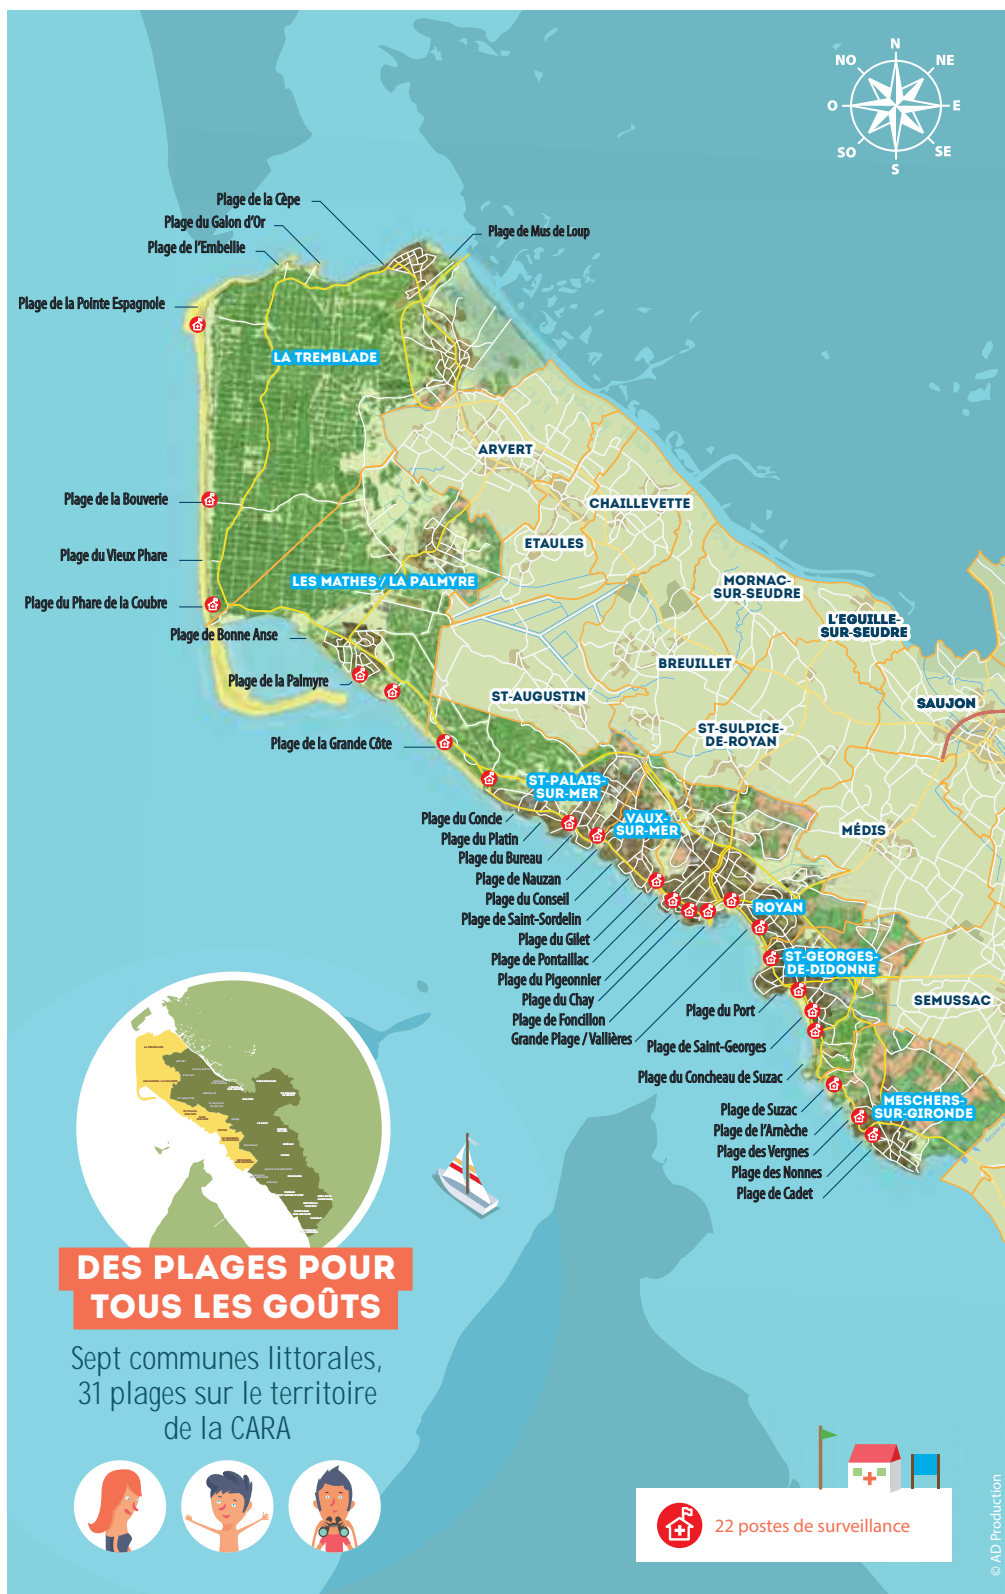 N
NO
NE
O
E
SO
SE
S
Plage de la Cèpe
Plage du Galon d'Or
Plage de l'Embellie
Plage de Mus de Loup
Plage de la Pointe Espagnole
LA TREMBLADE
ARVERT
Plage de la Bouverie
CHAILLEVETTE
ETAULES
Plage du Vieux Phare
LES MATHES / LA PALMYRE
MORNAC-
SUR-SEUDRE
Plage du Phare de la Coubre
L'EGUILLE-
SUR-SEUDRE
Plage de Bonne Anse
BREUILLET
Plage de la Palmyre
ST-AUGUSTIN
SAUJON
ST-SULPICE-
DE-ROYAN
Plage de la Grande Côte
ST-PALAIS-
SUR-MER
Plage du Concie
VAUX-
SUR-MER
MÉDIS
Plage du Platin
Plage du Bureau
Plage de Nauzan
Plage du Conseil
ROYAN
Plage de Saint-Sordelin
Plage du Gilet
Plage de Pontaillac
ST-GEORGES-
DE-DIDONNE
Plage du Pigeonnier
Plage du Chay
SEMUSSAC
Plage du Port
Plage de Foncillon
Grande Plage / Vallières
Plage de Saint-Georges
Plage du Concheau de Suzac
MESCHERS-
SUR-GIRONDE
Plage de Suzac
Plage de l'Arnèche
Plage des Vergnes
Plage des Nonnes
Plage de Cadet
DES PLAGES POUR
TOUS LES GOÛTS
Sept communes littorales,
31 plages sur le territoire
de la CARA
22 postes de surveillance
© AD Production